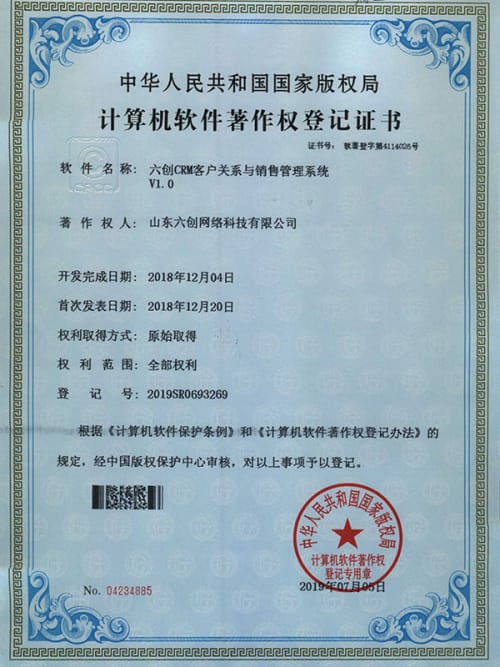 中华人民共和国国家版权局
计算机软件著作权登记证书
证书号: 软著登字第4114026号
软件名称: 六创CRM客户关系与销售管理系统
V1.0
CPCC
著作权人: 山东六创网络科技有限公司
开发完成日期: 2018年12月04日
首次发表日期: 2018年12月20日
权利取得方式: 原始取得
权利范围: 全部权利
登记号: 2019SR0693269
根据《计算机软件保护条例》和《计算机软件著作权登记办法》的
规定，经中国版权保护中心审核，对以上事项予以登记。
中华人民共和国国家版权局
计算机软件著作权
登记专用章
No. 04234885
2019年07月05日